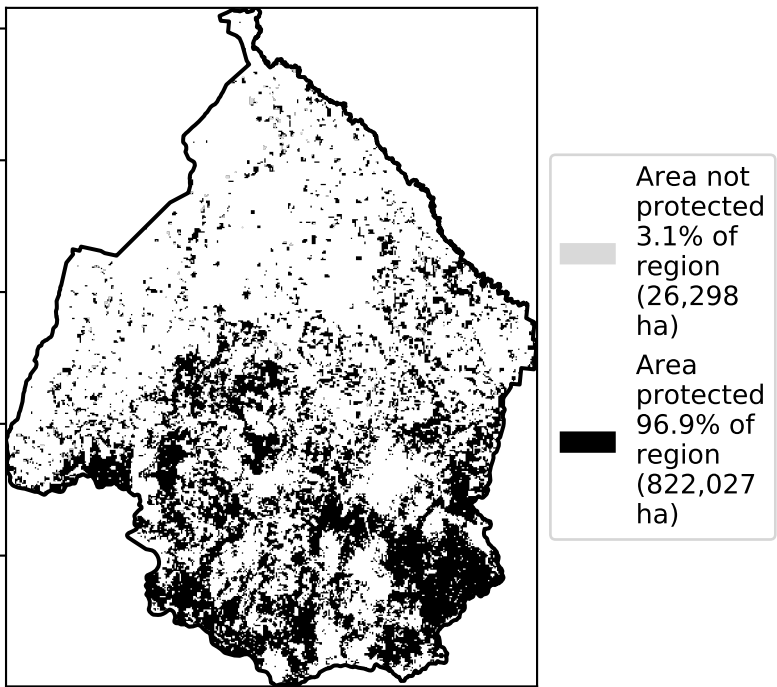 Area not
protected
3.1% of
region
(26,298
ha)
Area
protected
96.9% of
region
(822,027
ha)